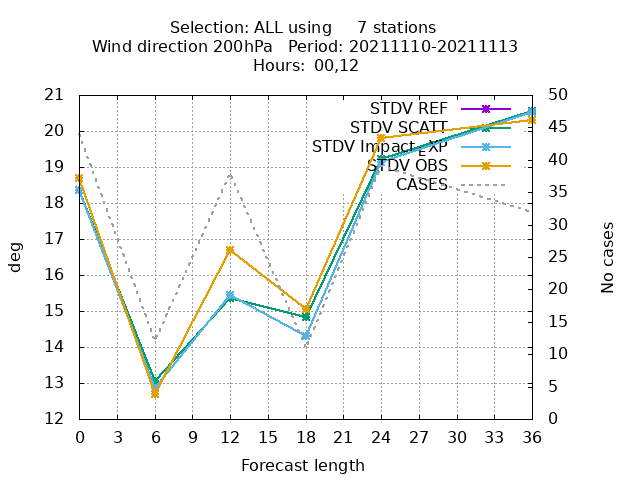 Selection: ALL using     7 stations
Wind direction 200hPa   Period: 20211110-20211113
Hours:  00,12
21 50
20 45
19 40
18 35
17 30
16 25
15 20
14 15
13 10
12 5
0
STDV REF
STDV SCATT
STDV Impact_EXP
STDV OBS
CASES
deg
No cases
0 3 6 9 12 15 18 21 24 27 30 33 36
Forecast length